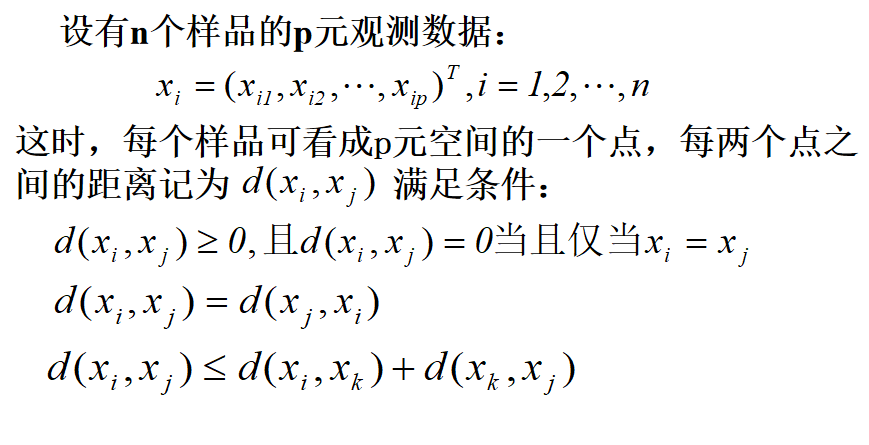 设有n个样品的p元观测数据：
x_i = (x_{i1}, x_{i2}, ⋯, x_{ip})^T, i = 1,2,⋯,n
这时，每个样品可看成p元空间的一个点，每两个点之
间的距离记为 d(x_i, x_j) 满足条件：
d(x_i, x_j) ≥ 0, 且d(x_i, x_j) = 0当且仅当x_i = x_j
d(x_i, x_j) = d(x_j, x_i)
d(x_i, x_j) ≤ d(x_i, x_k) + d(x_k, x_j)